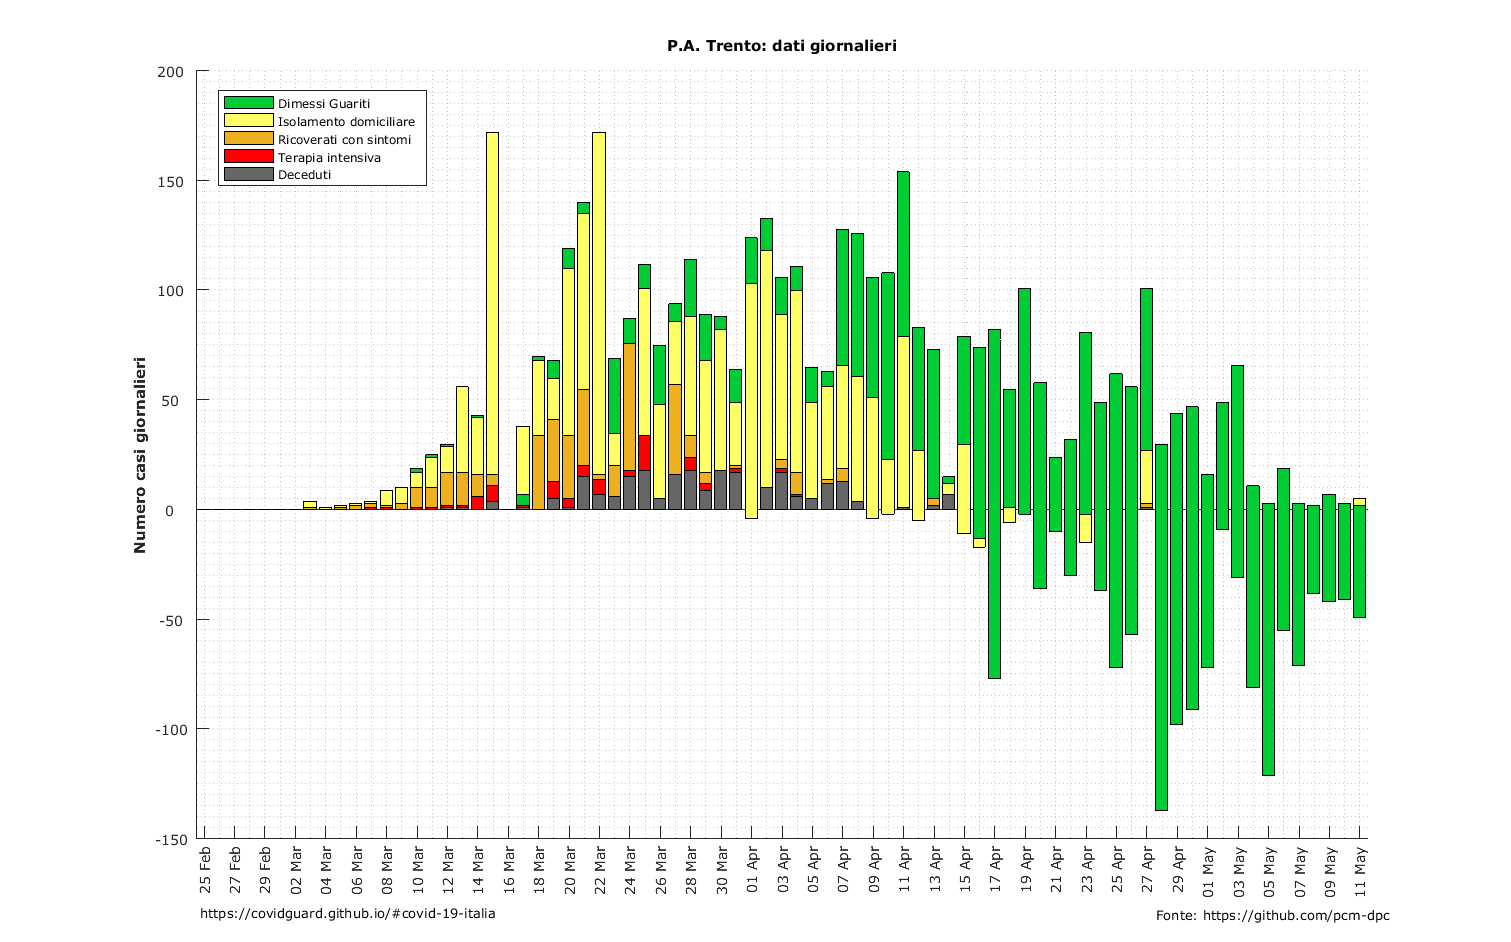 P.A. Trento: dati giornalieri
200
150
100
50
0
-50
-100
-150
Numero casi giornalieri
Dimessi Guariti
Isolamento domiciliare
Ricoverati con sintomi
Terapia intensiva
Deceduti
25 Feb
27 Feb
29 Feb
02 Mar
04 Mar
06 Mar
08 Mar
10 Mar
12 Mar
14 Mar
16 Mar
18 Mar
20 Mar
22 Mar
24 Mar
26 Mar
28 Mar
30 Mar
01 Apr
03 Apr
05 Apr
07 Apr
09 Apr
11 Apr
13 Apr
15 Apr
17 Apr
19 Apr
21 Apr
23 Apr
25 Apr
27 Apr
29 Apr
01 May
03 May
05 May
07 May
09 May
11 May
https://covidguard.github.io/#covid-19-italia
Fonte: https://github.com/pcm-dpc